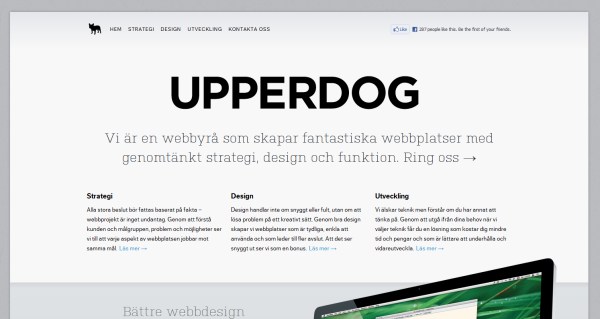 HEM STRATEGI DESIGN UTVECKLING KONTAKTA OSS
Like 267 people like this. Be the first of your friends.
UPPERDOG
Vi är en webbyrå som skapar fantastiska webbplatser med
genomtänkt strategi, design och funktion. Ring oss →
Strategi
Alla stora beslut bör fattas baserat på fakta –
webbprojekt är inget undantag. Genom att förstå
kunden och målgruppen, problem och möjligheter ser
vi till att varje aspekt av webbplatsen jobbar mot
samma mål. Läs mer →
Design
Design handlar inte om snyggt eller fult, utan om att
lösa problem på ett kreativt sätt. Genom bra design
skapar vi webbplatser som är tydliga, enkla att
använda och som leder till fler avslut. Att det ser
snyggt ut ser vi som en bonus. Läs mer →
Utveckling
Vi älskar teknik men förstår om du har annat att
tänka på. Genom att utgå ifrån dina behov när vi
väljer teknik får du en lösning som kostar dig mindre
tid och pengar och som är lättare att underhålla och
vidareutveckla. Läs mer →
Bättre webbdesign